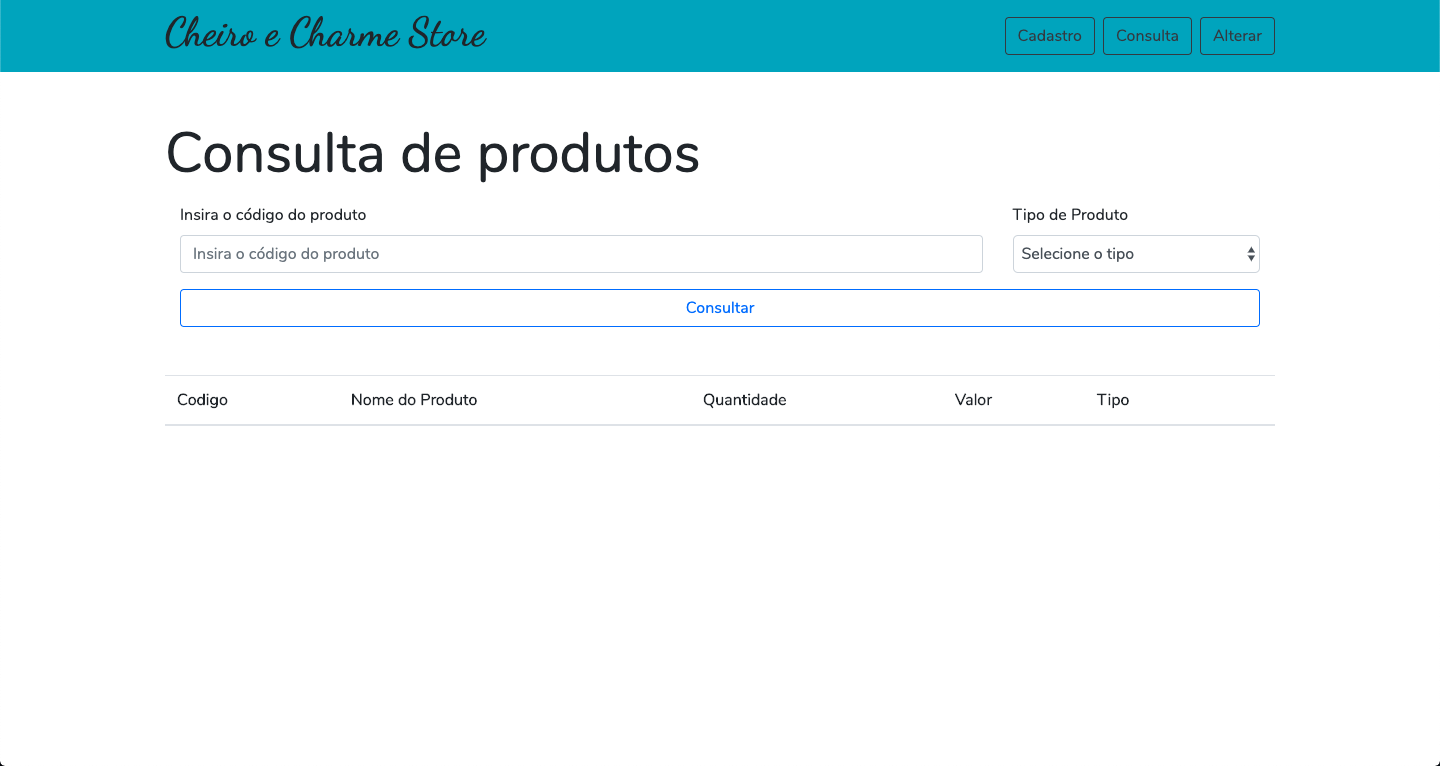 Cheiro e Charme Store
Cadastro Consulta Alterar
Consulta de produtos
Insira o código do produto Tipo de Produto
Insira o código do produto Selecione o tipo
Consultar
Codigo Nome do Produto Quantidade Valor Tipo